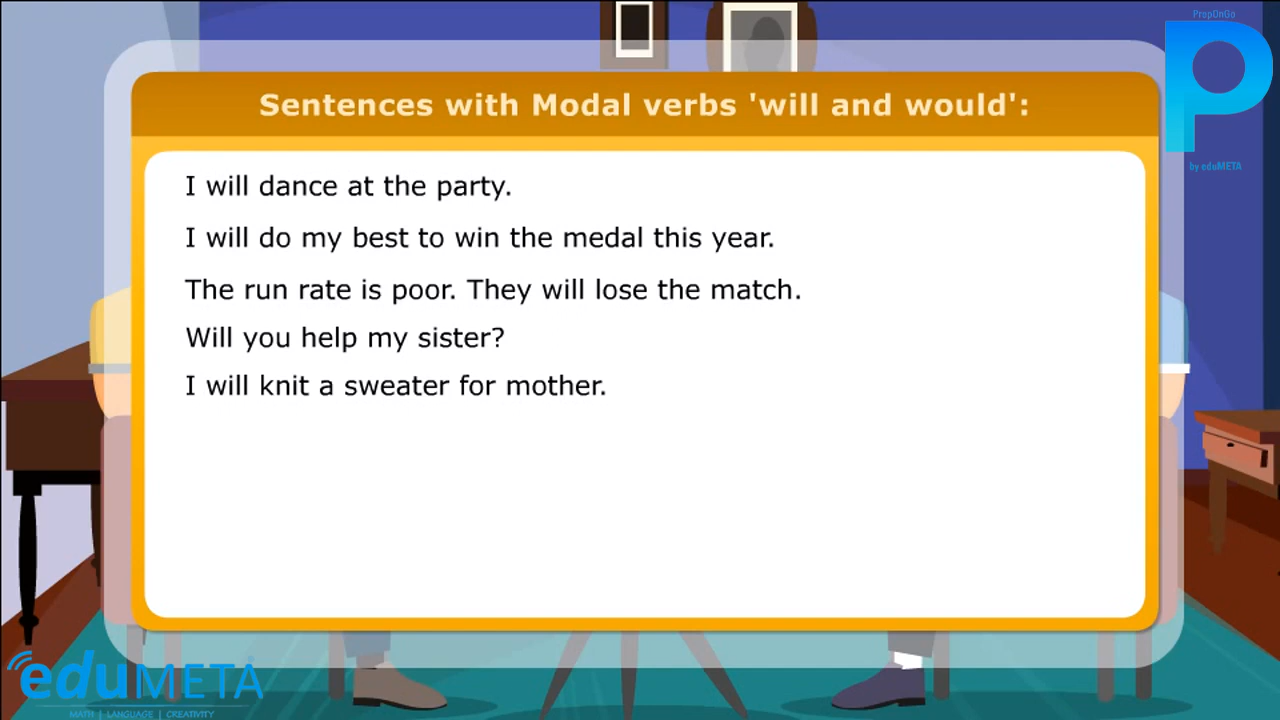 PropOnGo
P
Sentences with Modal verbs 'will and would':
by eduMETA
I will dance at the party.
I will do my best to win the medal this year.
The run rate is poor. They will lose the match.
Will you help my sister?
I will knit a sweater for mother.
eduMETA
MATH | LANGUAGE | CREATIVITY